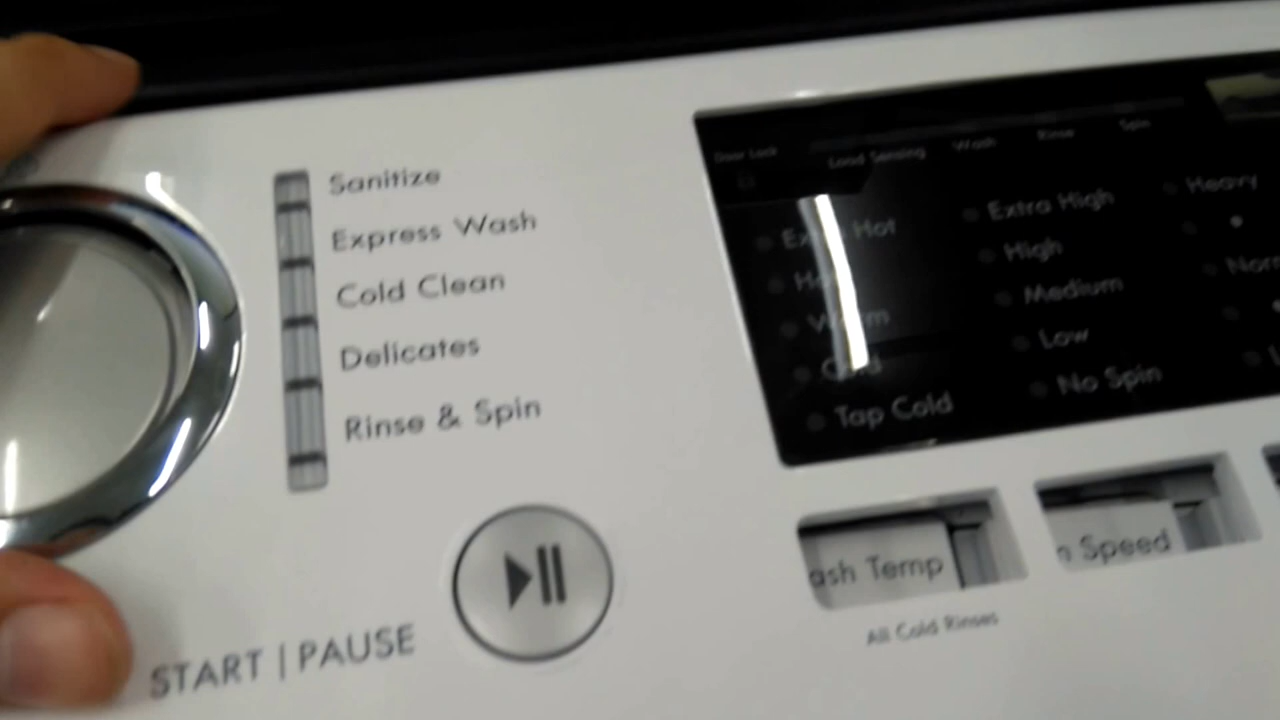 Sanitize
Express Wash
Cold Clean
Delicates
Rinse & Spin
START | PAUSE
Door Lock
Load Sensing
Wash
Rinse
Spin
Hot
Tap Cold
Extra High
High
Medium
Low
No Spin
Heavy
Temp
Speed
All Cold Rinses